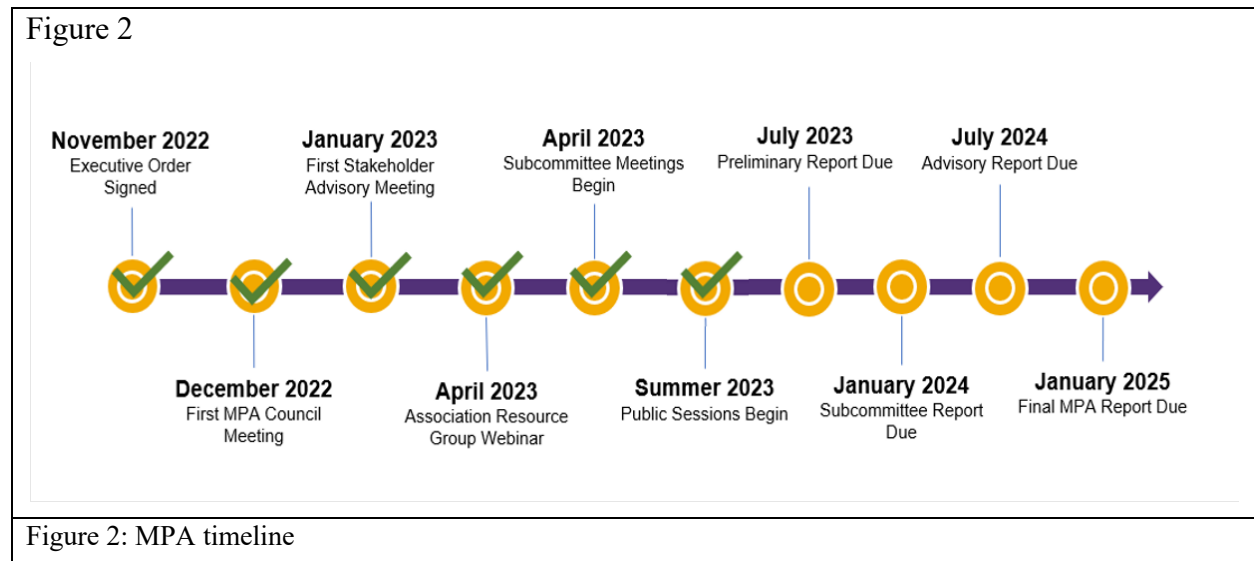 Figure 2
November 2022
Executive Order
Signed
January 2023
First Stakeholder
Advisory Meeting
April 2023
Subcommittee Meetings
Begin
July 2023
Preliminary Report Due
July 2024
Advisory Report Due
December 2022
First MPA Council
Meeting
April 2023
Association Resource
Group Webinar
Summer 2023
Public Sessions Begin
January 2024
Subcommittee Report
Due
January 2025
Final MPA Report Due
Figure 2: MPA timeline